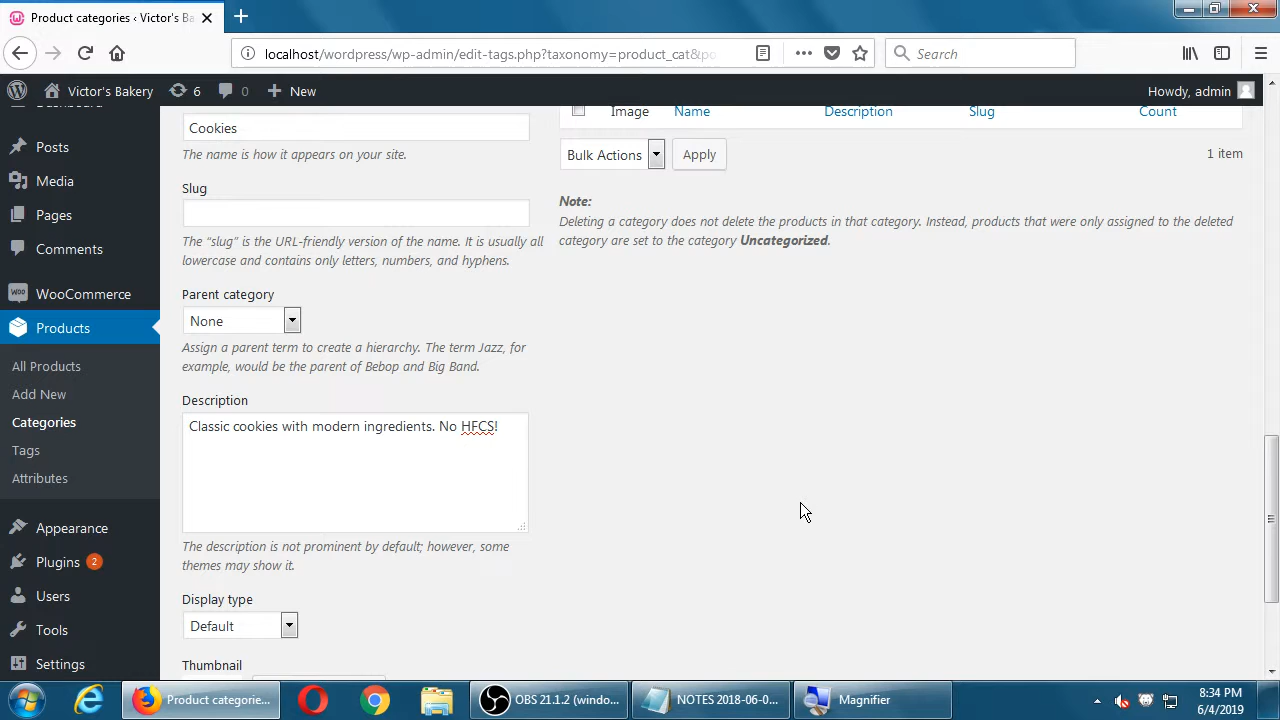 Product categories ‹ Victor's Ba
localhost/wordpress/wp-admin/edit-tags.php?taxonomy=product_cat&po
Search
Victor's Bakery
6
0
New
Howdy, admin
Dashboard
Posts
Media
Pages
Comments
WooCommerce
Products
All Products
Add New
Categories
Tags
Attributes
Appearance
Plugins 2
Users
Tools
Settings
Cookies
The name is how it appears on your site.
Slug
The "slug" is the URL-friendly version of the name. It is usually all
lowercase and contains only letters, numbers, and hyphens.
Parent category
None
Assign a parent term to create a hierarchy. The term Jazz, for
example, would be the parent of Bebop and Big Band.
Description
Classic cookies with modern ingredients. No HFCS!
The description is not prominent by default; however, some
themes may show it.
Display type
Default
Thumbnail
Image Name Description Slug Count
Bulk Actions Apply 1 item
Note:
Deleting a category does not delete the products in that category. Instead, products that were only assigned to the deleted
category are set to the category Uncategorized.
Product categorie...
OBS 21.1.2 (windo...
NOTES 2018-06-0...
Magnifier
8:34 PM
6/4/2019